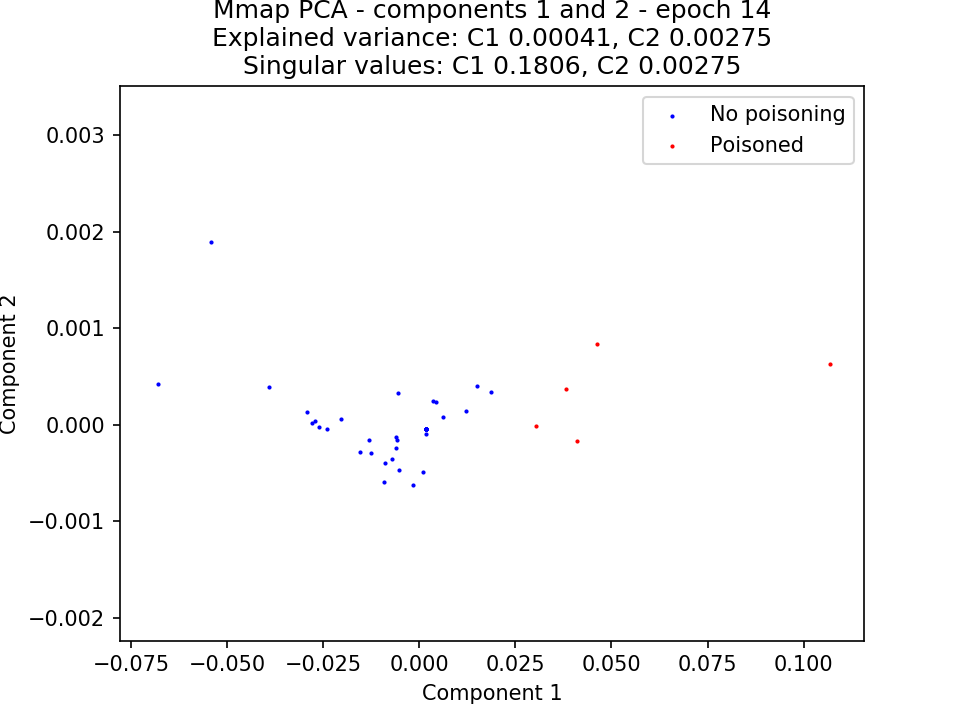 Mmap PCA - components 1 and 2 - epoch 14
Explained variance: C1 0.00041, C2 0.00275
Singular values: C1 0.1806, C2 0.00275
No poisoning
Poisoned
0.003
0.002
0.001
0.000
−0.001
−0.002
Component 2
−0.075 −0.050 −0.025 0.000 0.025 0.050 0.075 0.100
Component 1